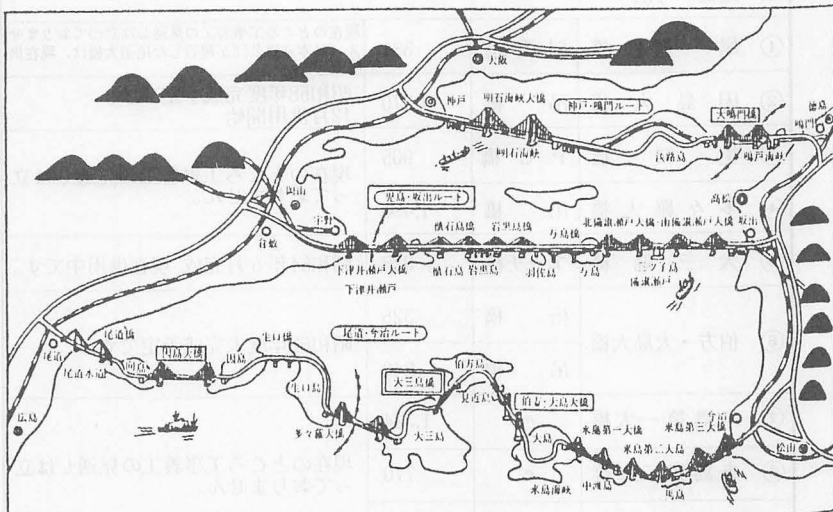 大阪
神戸
明石海峡大橋
神戸・鳴門ルート
明石海峡
淡路島
大鳴門橋
鳴門海峡
鳴門
徳島
岡山
宇野
倉敷
児島・坂出ルート
櫃石島橋
岩黒島橋
与島橋
北備讃瀬戸大橋・南備讃瀬戸大橋
坂出
高松
下津井瀬戸大橋
下津井瀬戸
櫃石島
岩黒島
羽佐島
与島
三ツ子島
備讃瀬戸
尾道・今治ルート
尾道橋
尾道
尾道水道
向島
因島大橋
因島
生口橋
生口島
多々羅大橋
大三島橋
大三島
伯方島
見近島
伯方・大島大橋
大島
来島第一大橋
来島第二大島
来島第三大橋
来島海峡
中渡島
馬島
今治
松山
広島